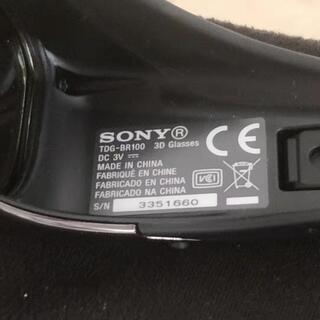 SONY®
TDG-BR100 3D Glasses
DC 3V ⎓
MADE IN CHINA
FABRIQUÉ EN CHINE
FABRICADO EN CHINA
FABRICADO NA CHINA
S/N 3351660
CE
VCI